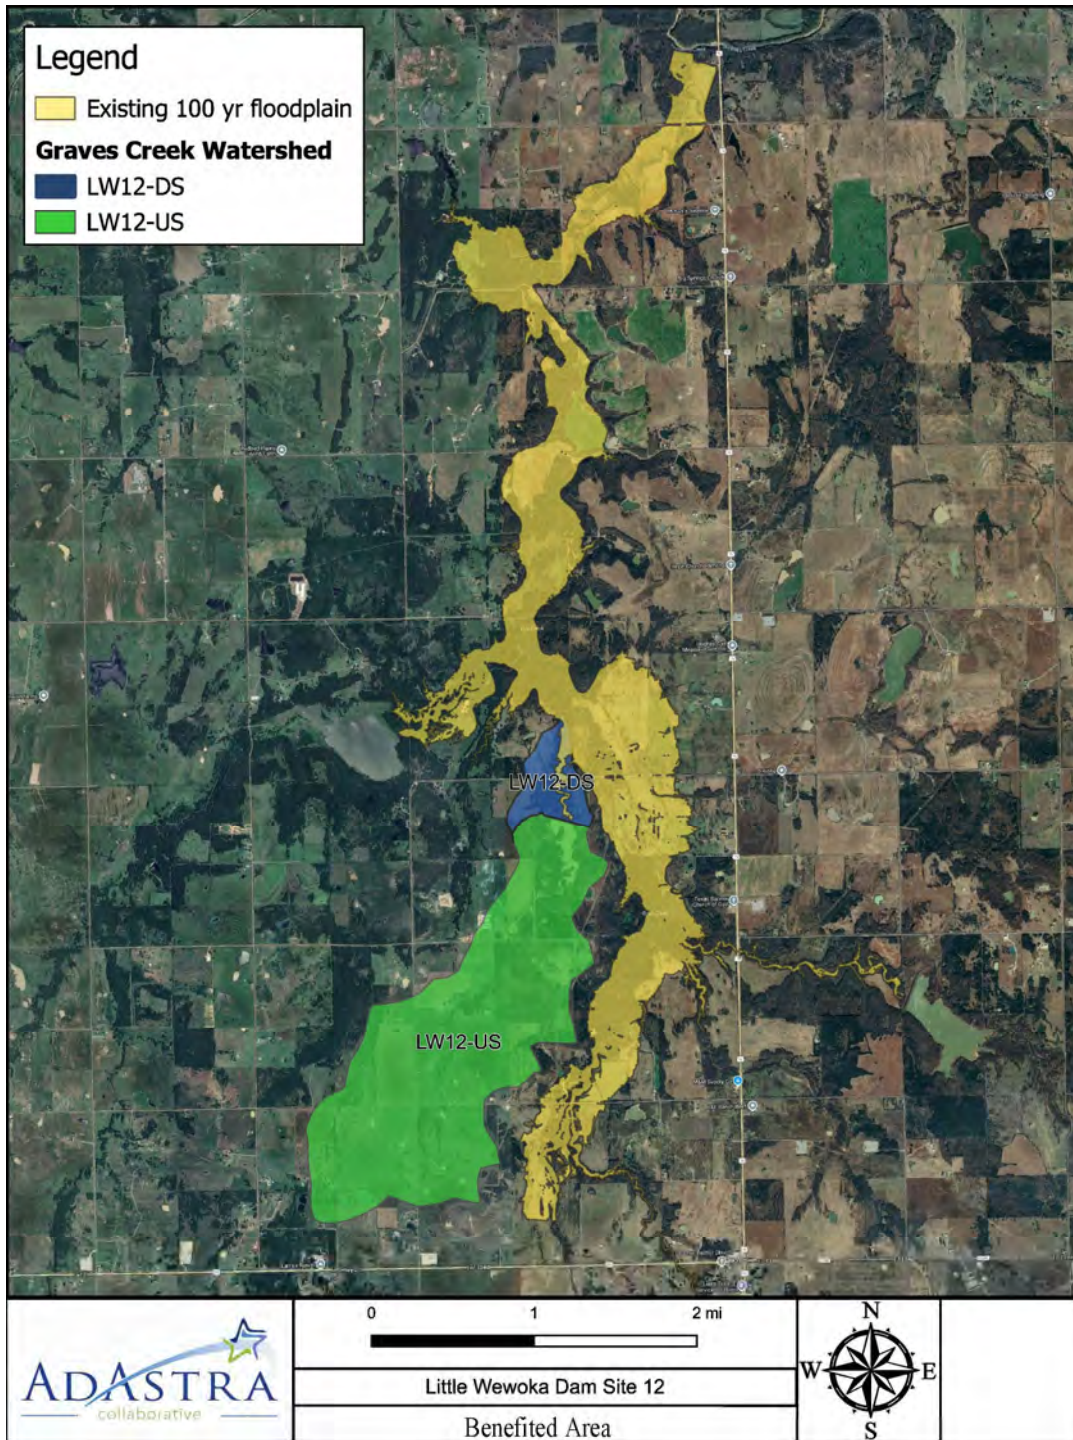 Legend
Existing 100 yr floodplain
Graves Creek Watershed
LW12-DS
LW12-US
LW12-DS
LW12-US
0 1 2 mi
ADASTRA
collaborative
Little Wewoka Dam Site 12
Benefited Area
N
W E
S